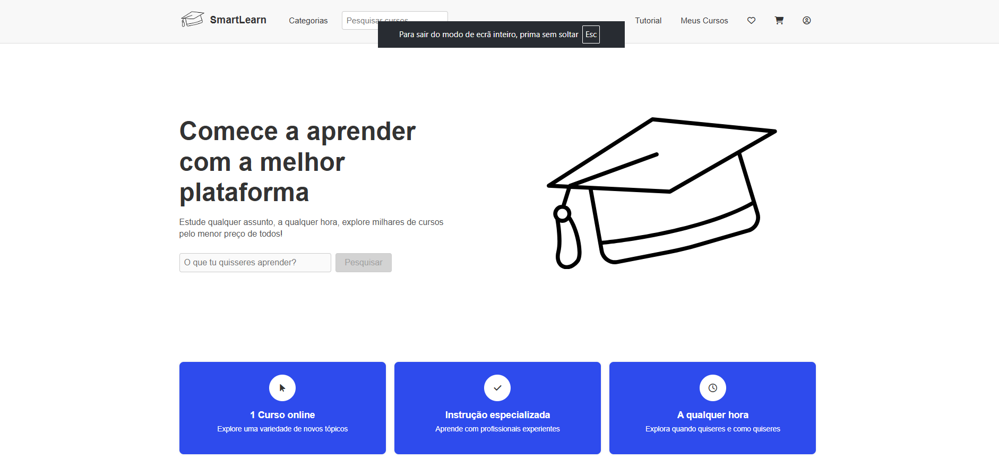 SmartLearn
Categorias
Pesquisar cursos
Tutorial
Meus Cursos
Para sair do modo de ecrã inteiro, prima sem soltar Esc
Comece a aprender
com a melhor
plataforma
Estude qualquer assunto, a qualquer hora, explore milhares de cursos
pelo menor preço de todos!
O que tu quisseres aprender?
Pesquisar
1 Curso online
Explore uma variedade de novos tópicos
Instrução especializada
Aprende com profissionais experientes
A qualquer hora
Explora quando quiseres e como quiseres